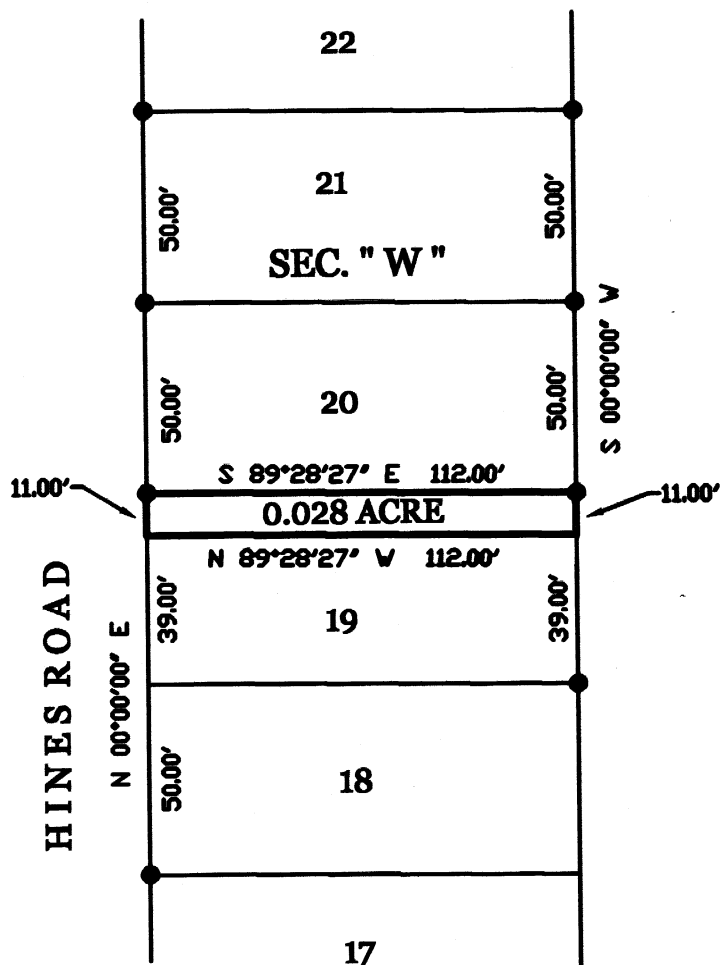 22
21
50.00'
50.00'
SEC. " W "
S 00°00'00" W
20
50.00'
50.00'
S 89°28'27" E 112.00'
11.00'
0.028 ACRE
11.00'
N 89°28'27" W 112.00'
HINES ROAD
N 00°00'00" E
39.00'
19
39.00'
50.00'
18
17